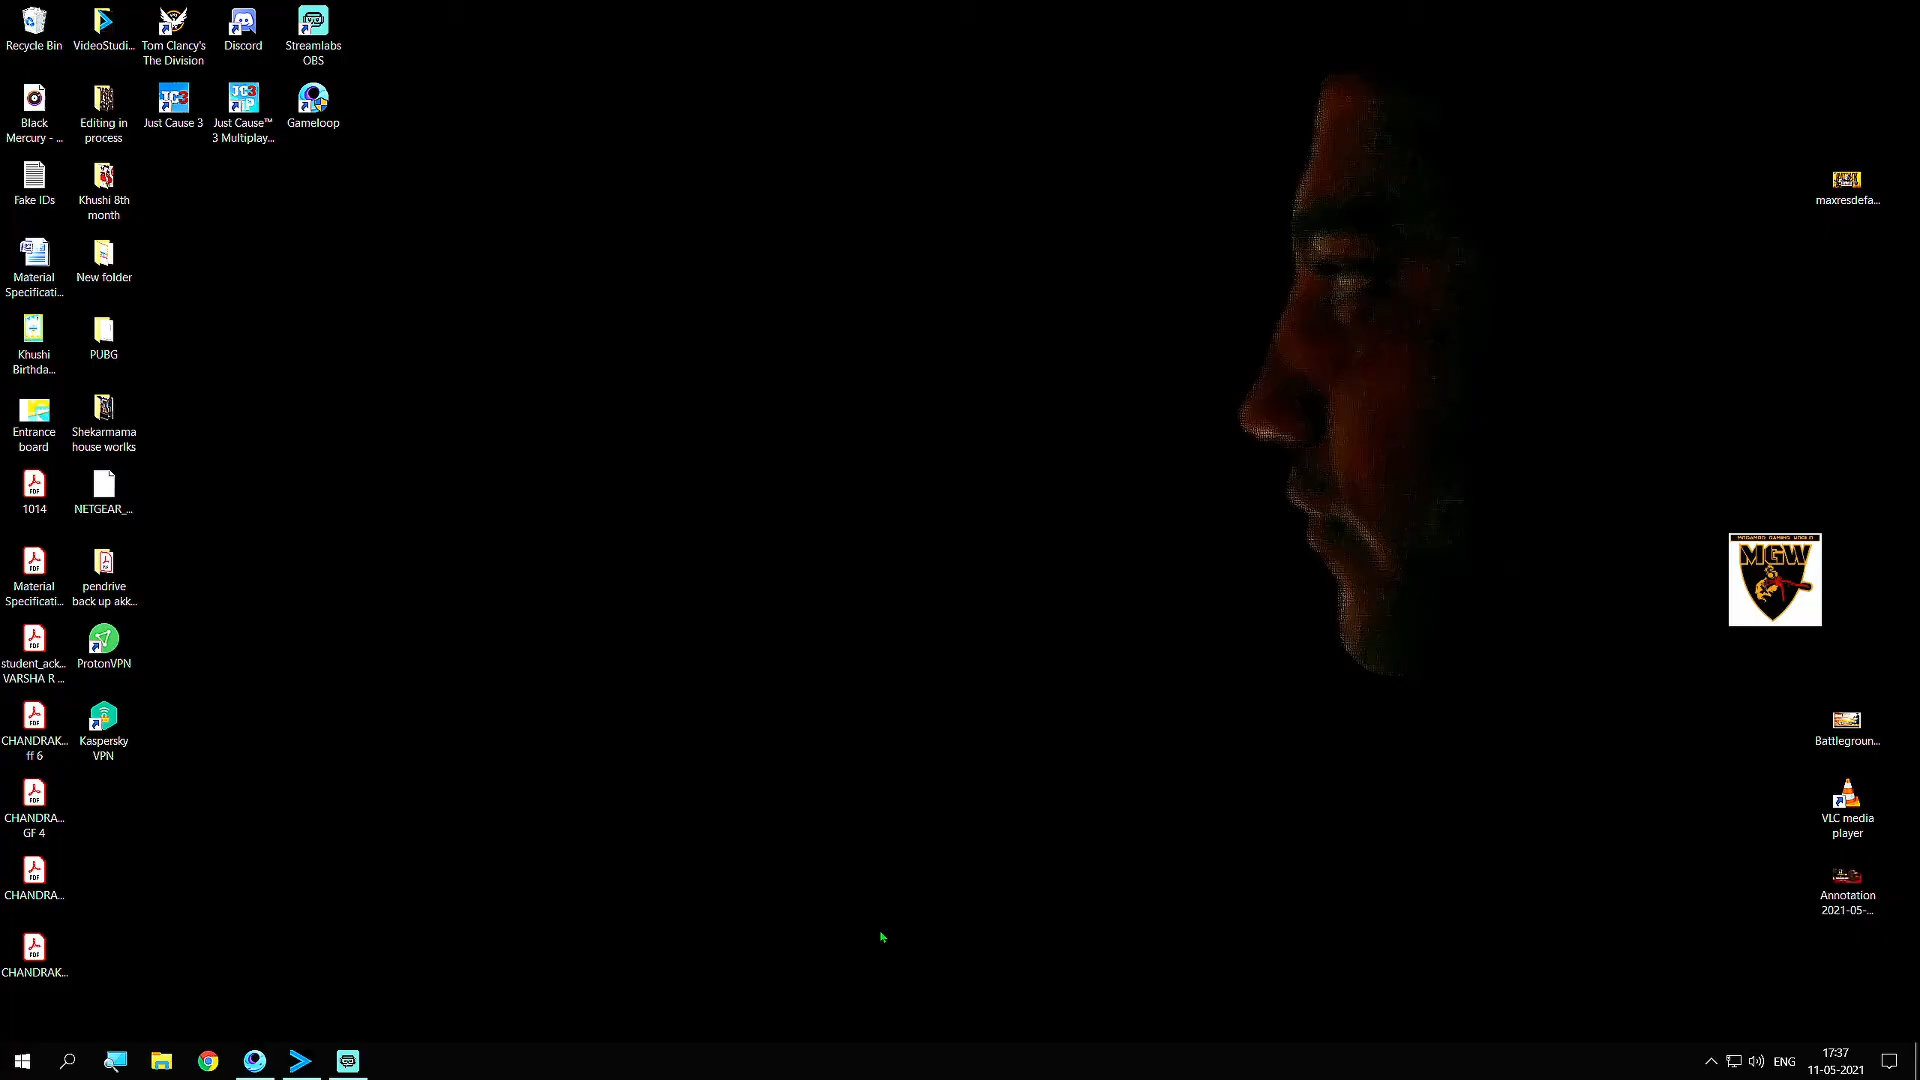 Recycle Bin
VideoStudi...
Tom Clancy's
The Division
Discord
Streamlabs
OBS
Black
Mercury - ...
Editing in
process
Just Cause 3
Just Cause™
3 Multiplay...
Gameloop
Fake IDs
Khushi 8th
month
maxresdefa...
Material
Specificati...
New folder
Khushi
Birthda...
PUBG
Entrance
board
Shekarmama
house worlks
1014
NETGEAR_...
MGW
Material
Specificati...
pendrive
back up akk...
student_ack...
VARSHA R ...
ProtonVPN
CHANDRAK...
ff 6
Kaspersky
VPN
Battlegroun...
CHANDRA...
GF 4
VLC media
player
CHANDRA...
Annotation
2021-05-...
CHANDRAK...
ENG
17:37
11-05-2021